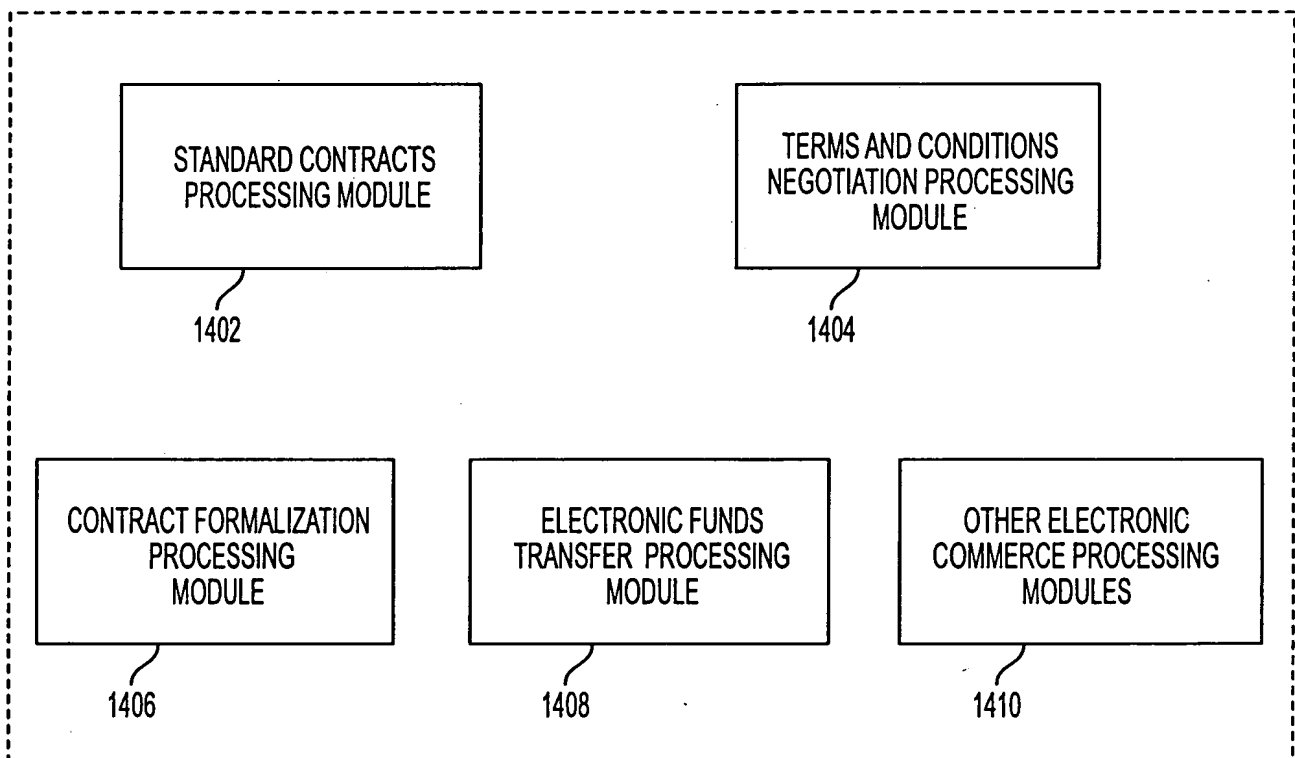 STANDARD CONTRACTS
PROCESSING MODULE
1402
TERMS AND CONDITIONS
NEGOTIATION PROCESSING
MODULE
1404
CONTRACT FORMALIZATION
PROCESSING
MODULE
1406
ELECTRONIC FUNDS
TRANSFER PROCESSING
MODULE
1408
OTHER ELECTRONIC
COMMERCE PROCESSING
MODULES
1410